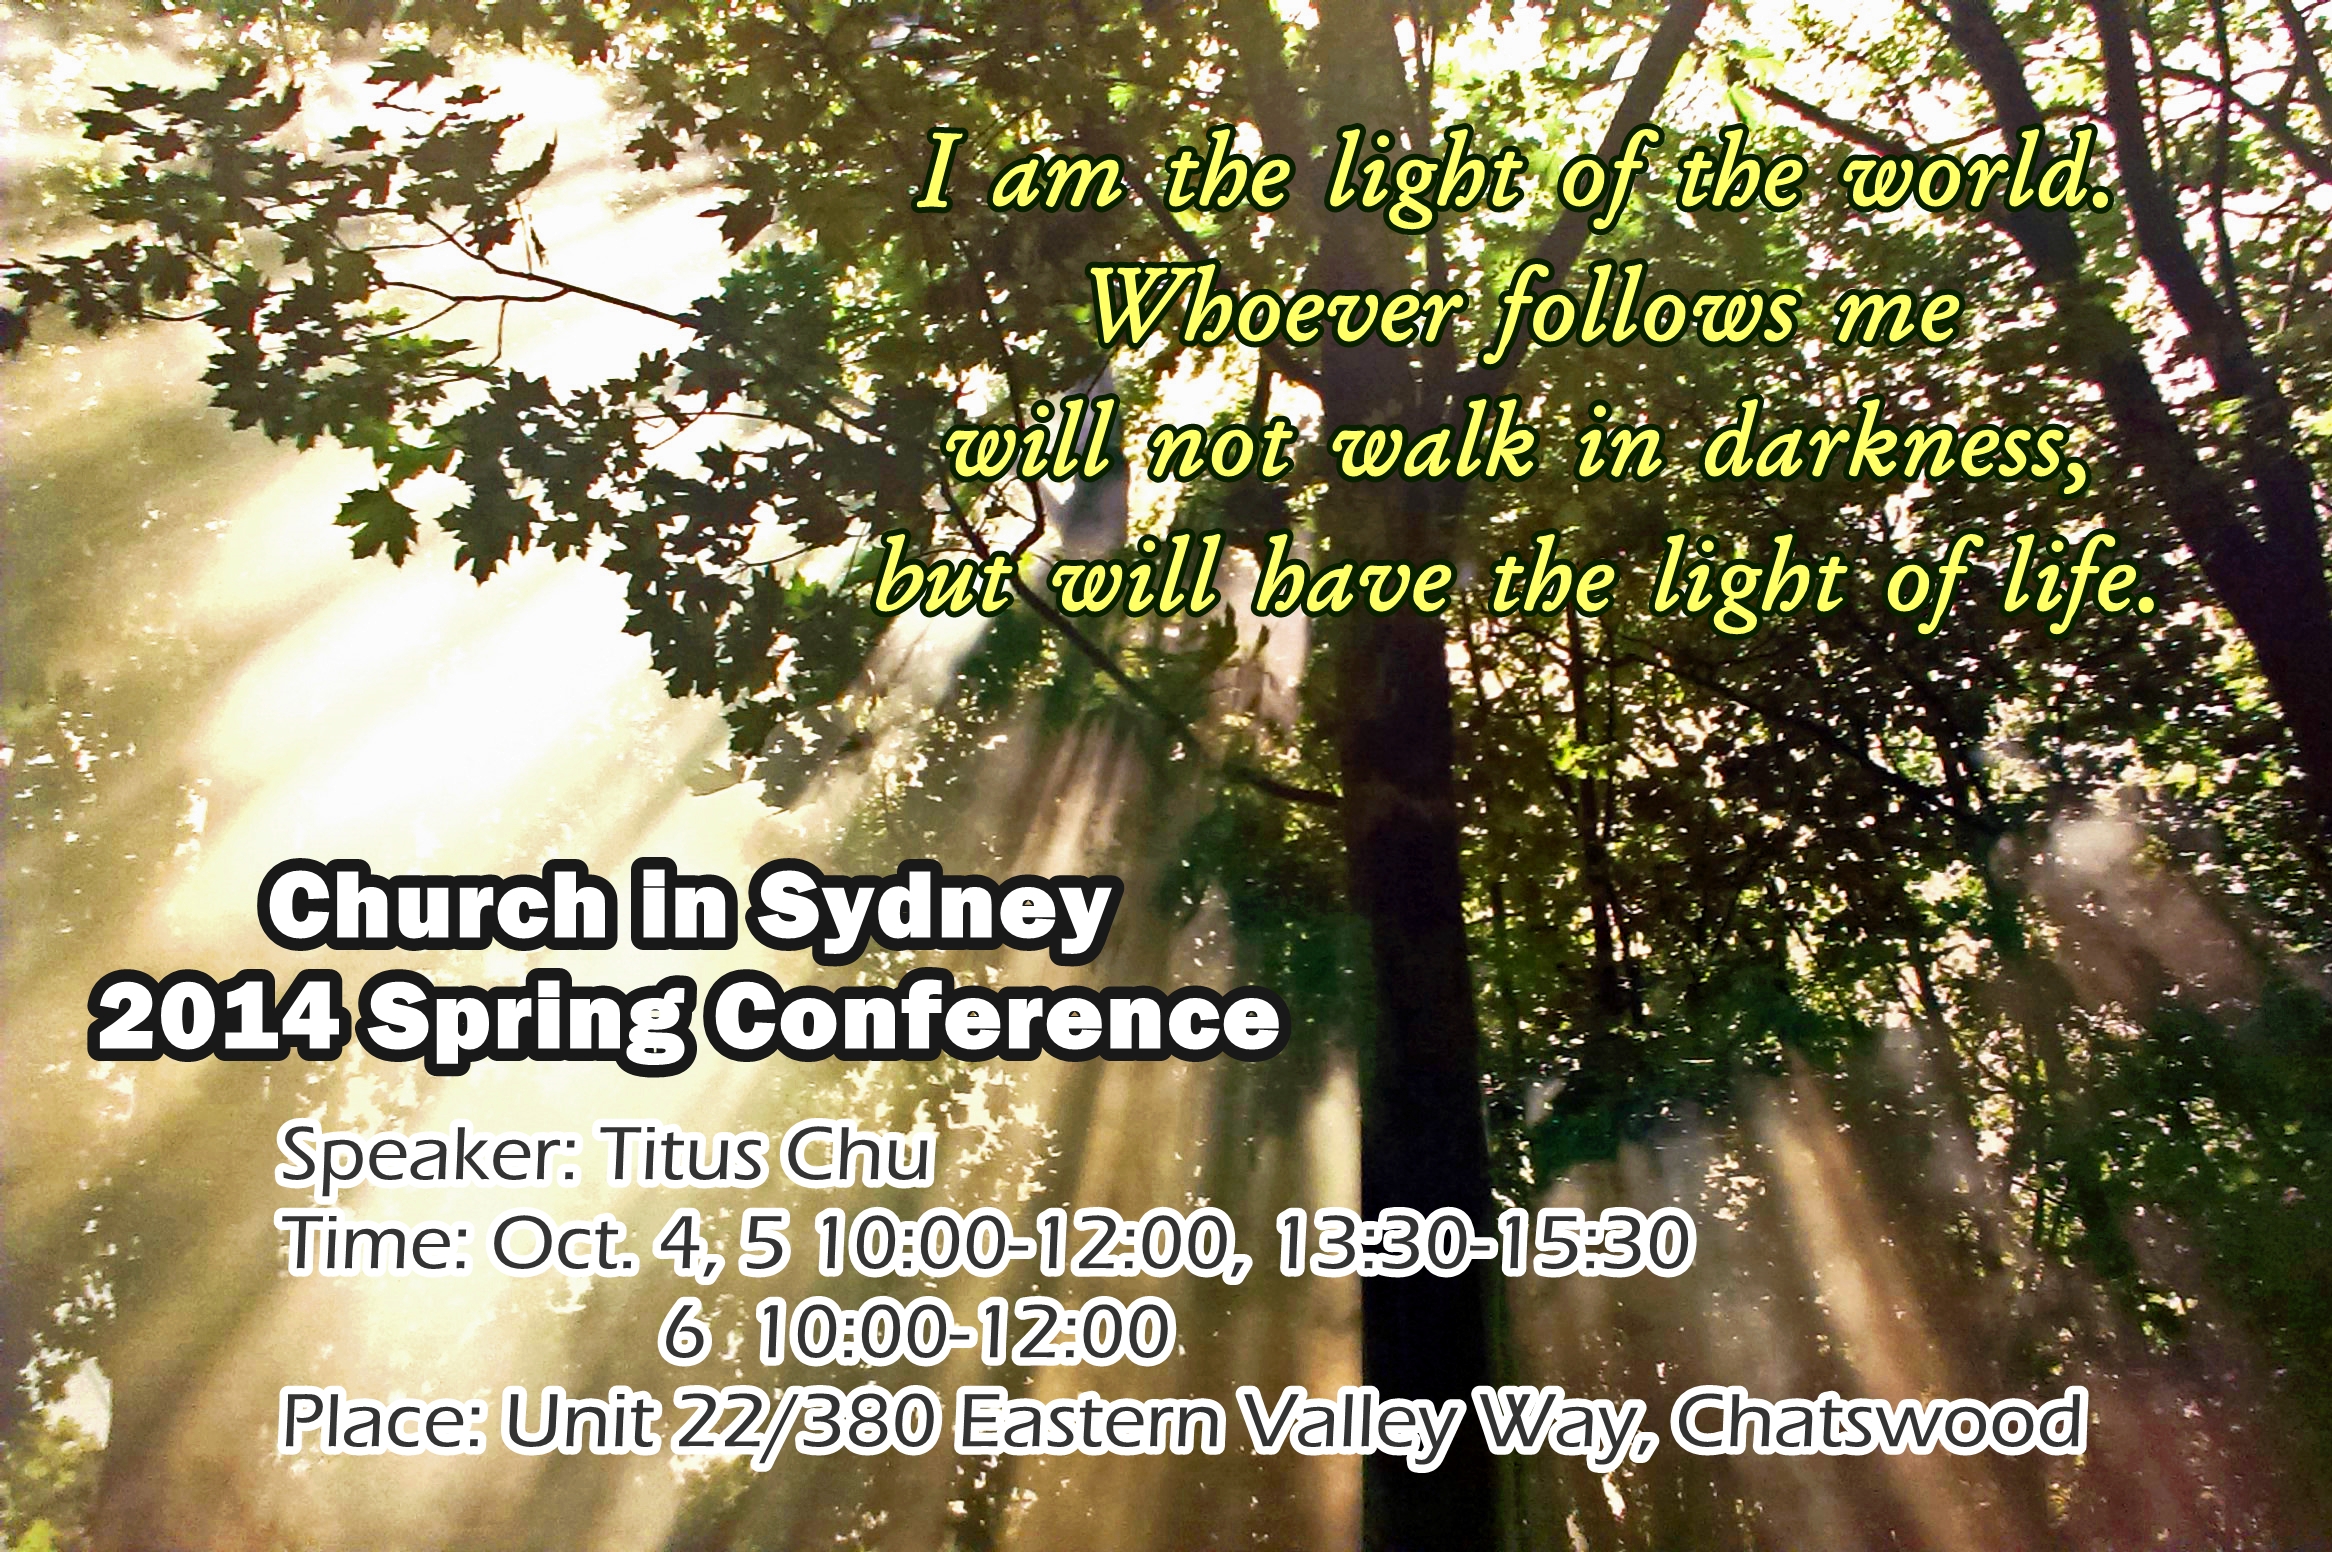 I am the light of the world.
Whoever follows me
will not walk in darkness,
but will have the light of life.
Church in Sydney
2014 Spring Conference
Speaker: Titus Chu
Time: Oct. 4, 5 10:00-12:00, 13:30-15:30
6 10:00-12:00
Place: Unit 22/380 Eastern Valley Way, Chatswood